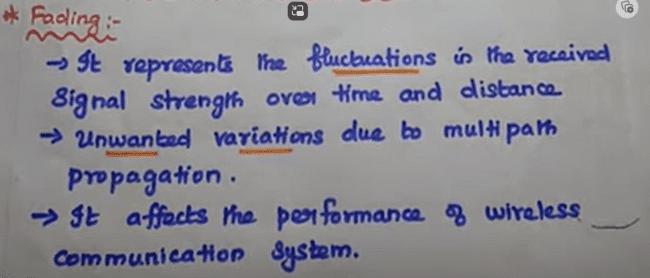 * Fading :-
→ It represents the fluctuations in the received
Signal strength over time and distance
→ Unwanted variations due to multipath
propagation.
→ It affects the performance of wireless
communication system.